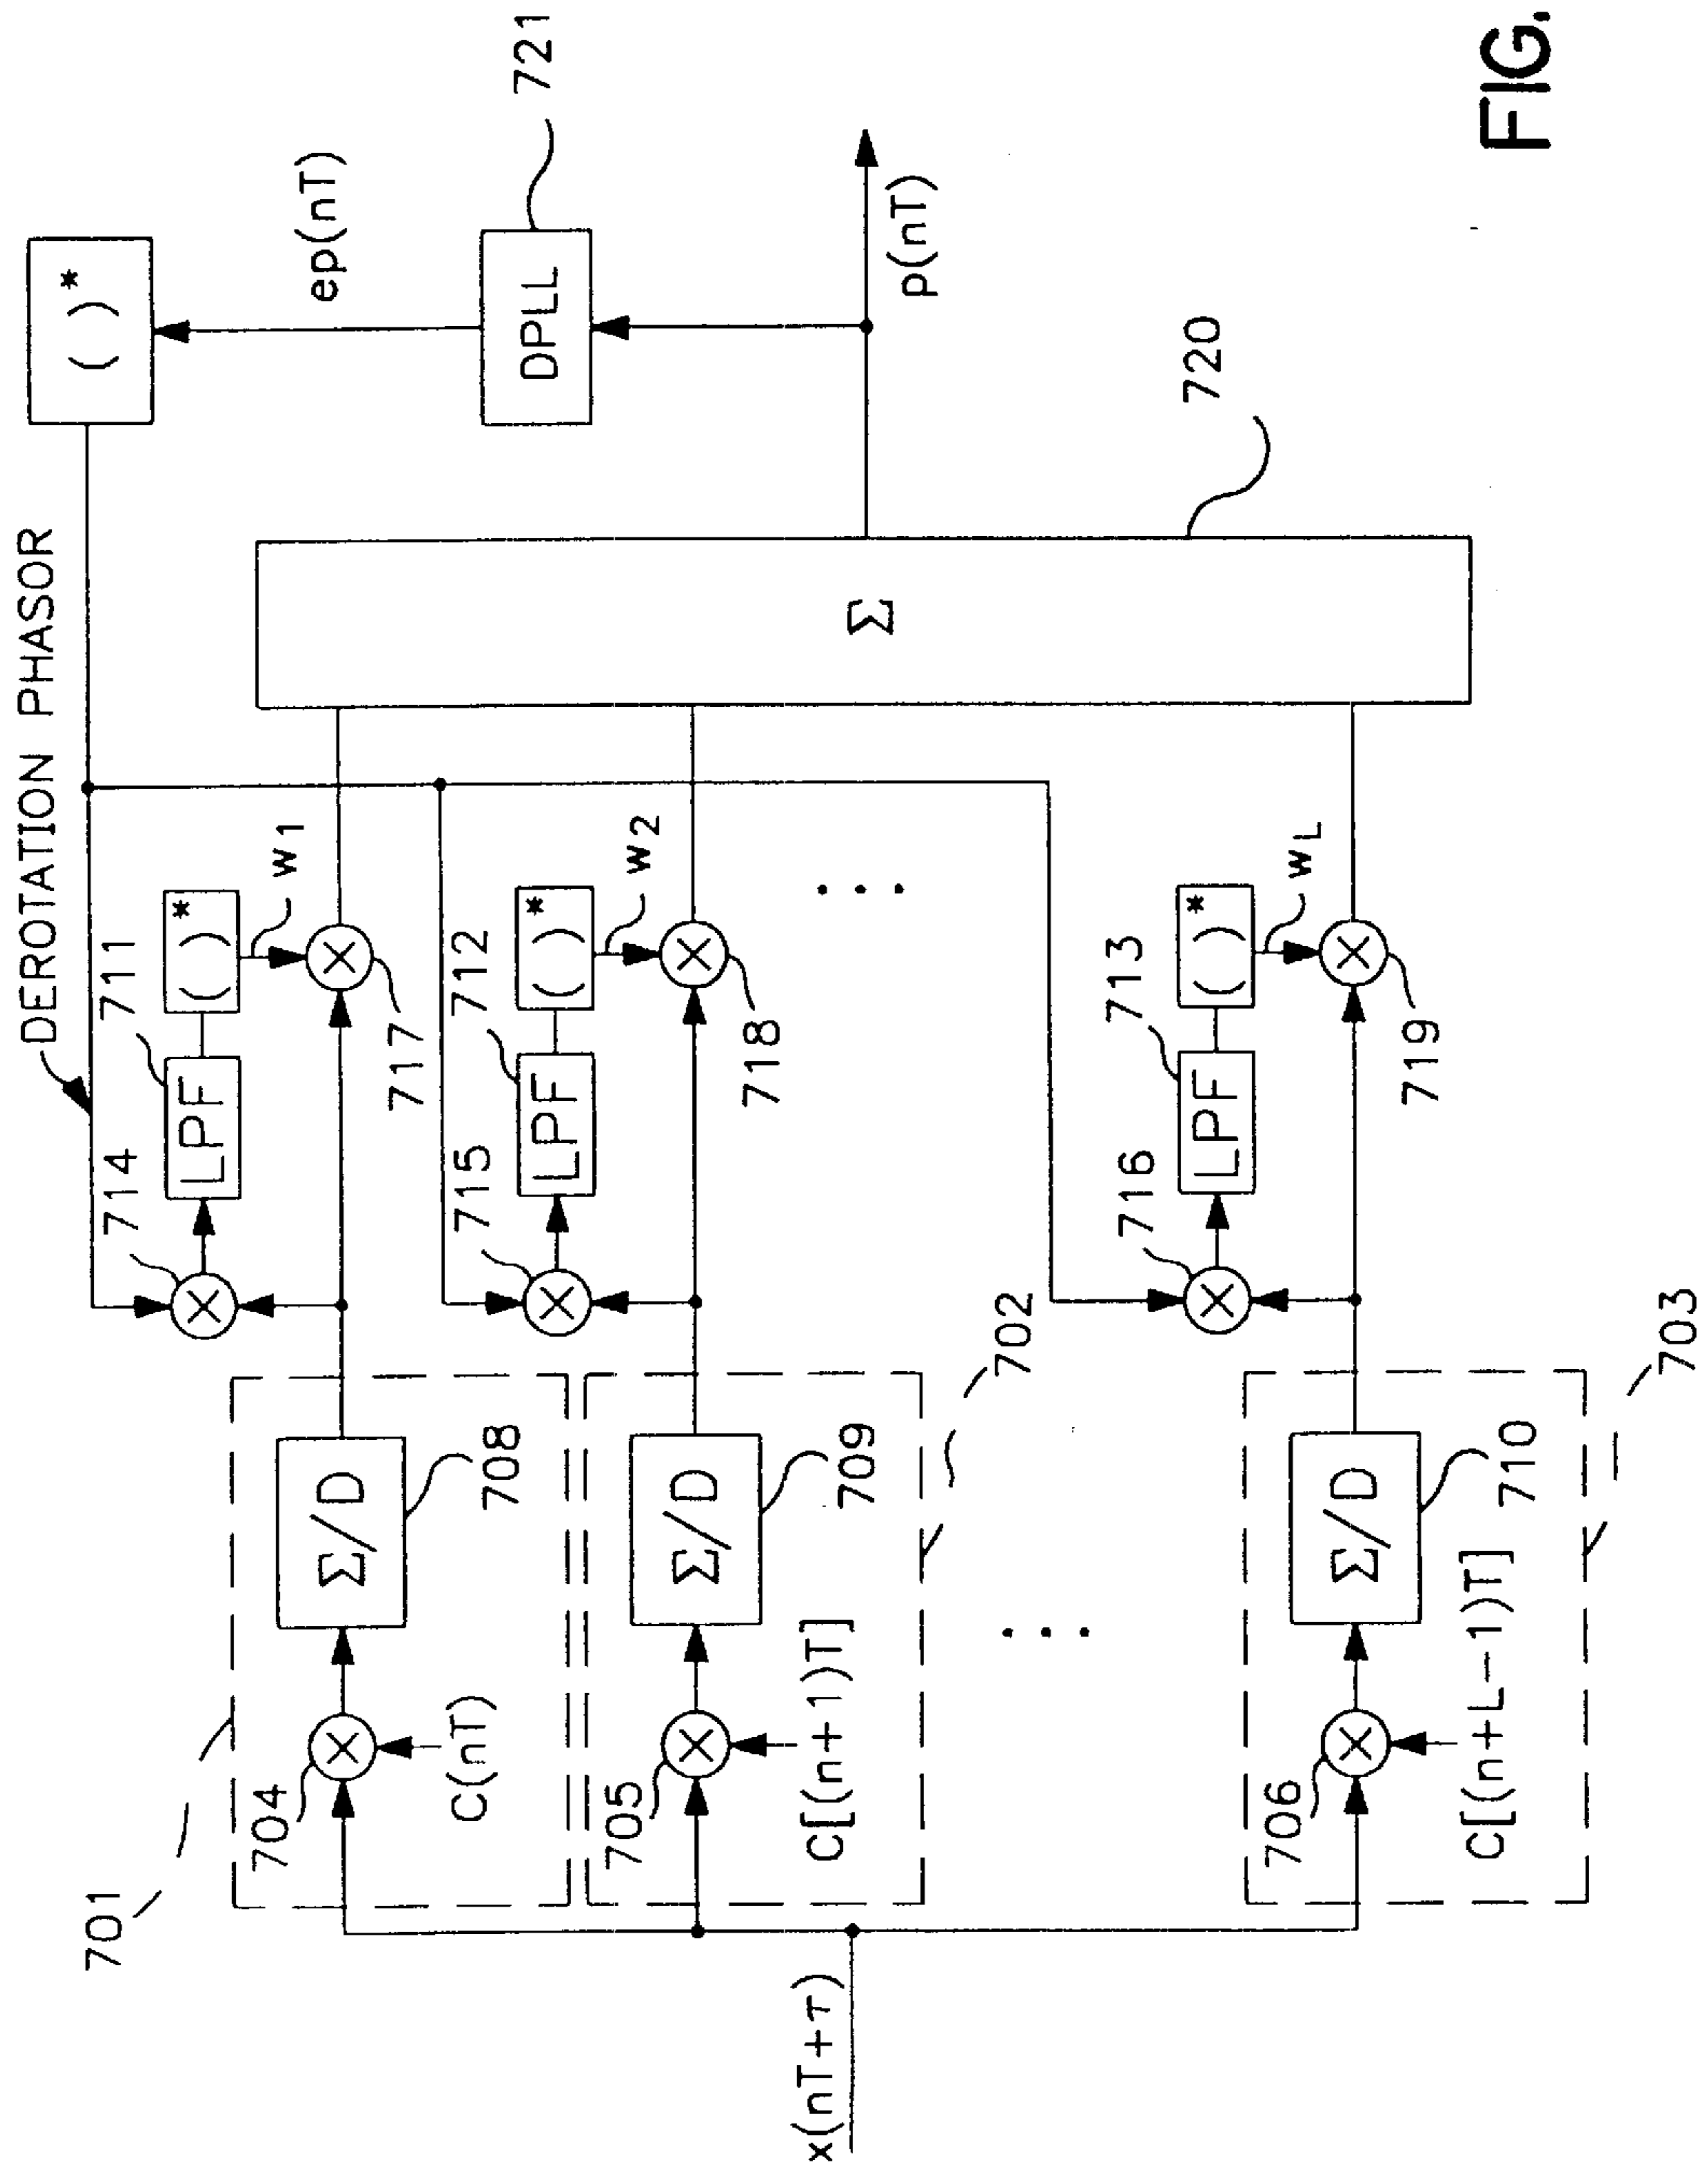 DEROTATION PHASOR
( )*
ep(nT)
721
DPLL
p(nT)
714
711
LPF
( )*
w1
717
715
712
LPF
( )*
w2
718
716
713
LPF
( )*
wL
719
Σ
720
701
704
C(nT)
Σ/D
708
x(nT+τ)
705
C[(n+1)T]
Σ/D
709
702
706
C[(n+L-1)T]
Σ/D
710
703
FIG.